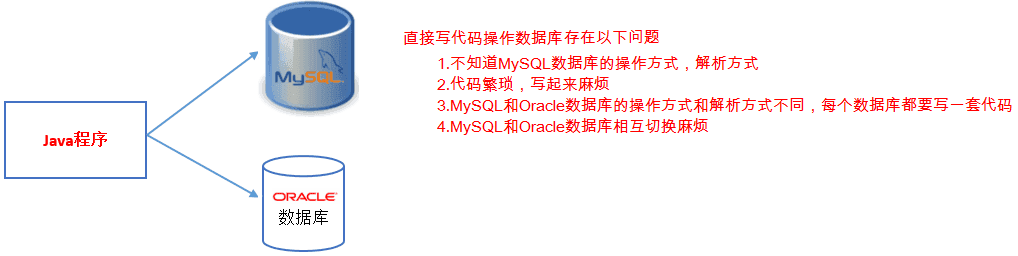 直接写代码操作数据库存在以下问题
1.不知道MySQL数据库的操作方式，解析方式
2.代码繁琐，写起来麻烦
3.MySQL和Oracle数据库的操作方式和解析方式不同，每个数据库都要写一套代码
4.MySQL和Oracle数据库相互切换麻烦
MySQL
Java程序
ORACLE
数据库